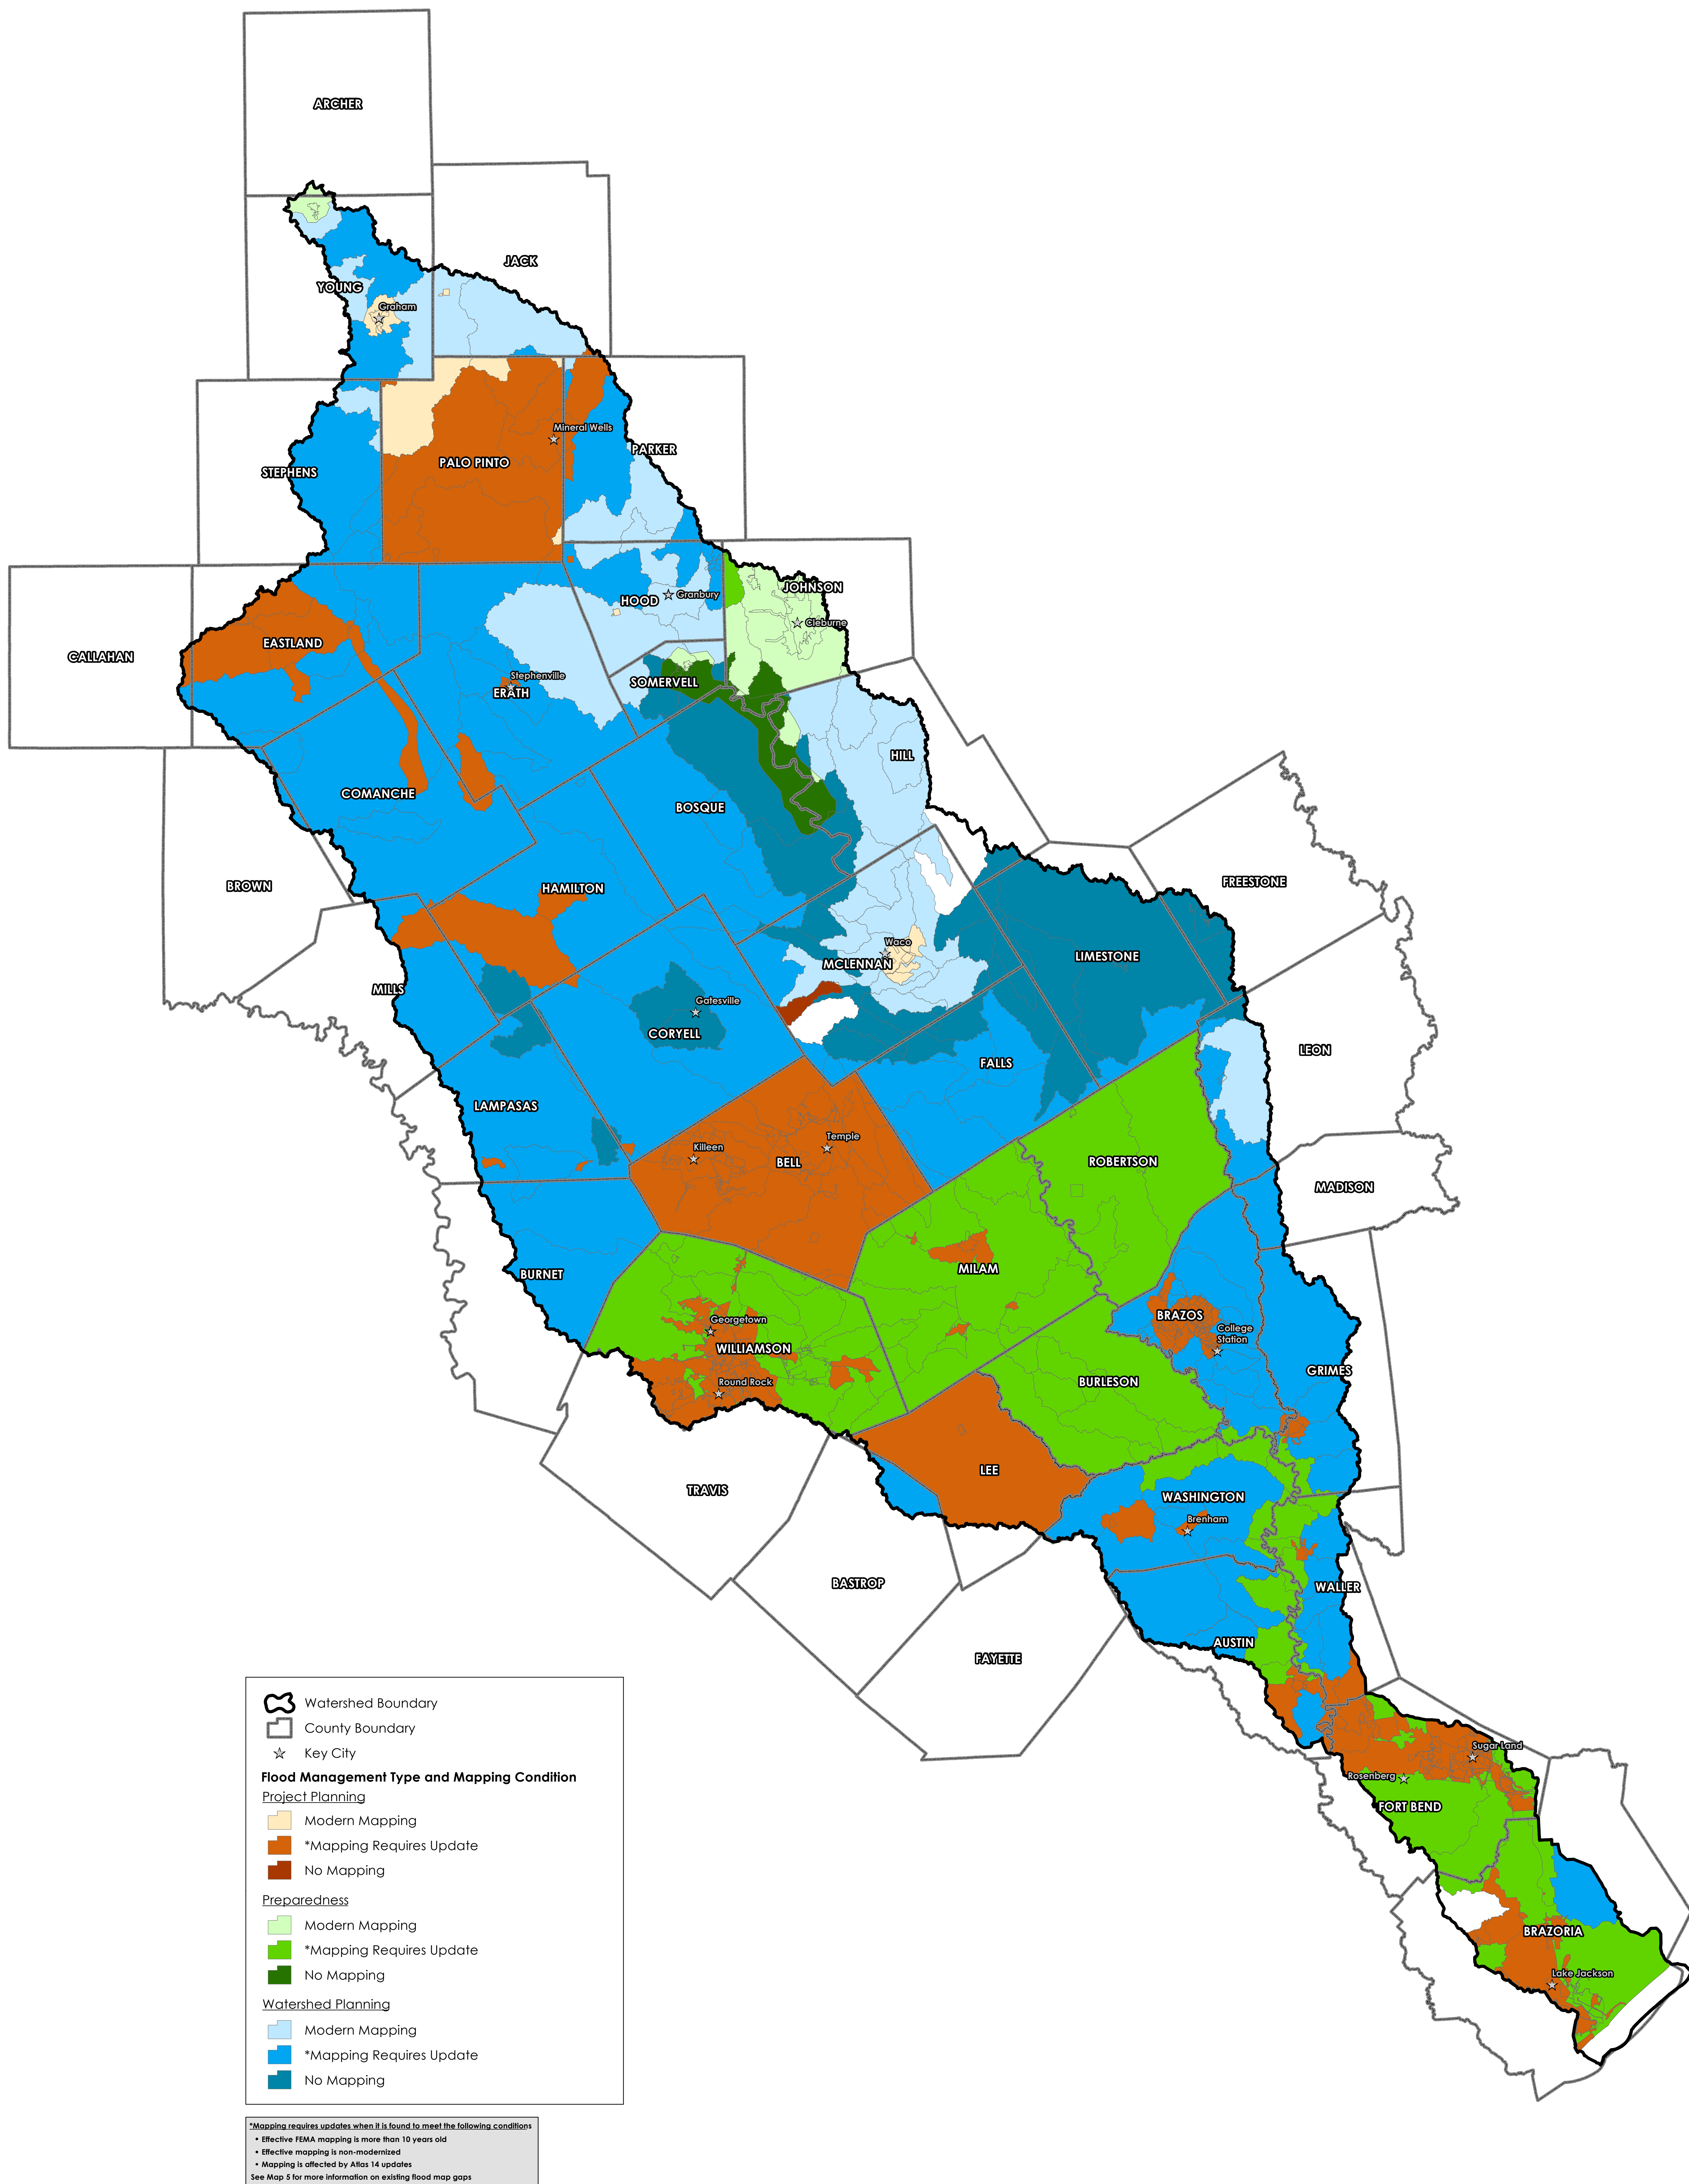 ARCHER
JACK
YOUNG
Graham
Mineral Wells
PARKER
PALO PINTO
STEPHENS
JOHNSON
HOOD
Granbury
Cleburne
EASTLAND
CALLAHAN
Stephenville
ERATH
SOMERVELL
HILL
COMANCHE
BOSQUE
BROWN
HAMILTON
FREESTONE
Waco
MCLENNAN
LIMESTONE
MILLS
Gatesville
CORYELL
LEON
FALLS
LAMPASAS
Killeen
Temple
BELL
ROBERTSON
MADISON
BURNET
MILAM
Georgetown
WILLIAMSON
BRAZOS
College
Station
GRIMES
Round Rock
BURLESON
LEE
TRAVIS
WASHINGTON
Brenham
BASTROP
WALLER
AUSTIN
FAYETTE
Sugar Land
Rosenberg
FORT BEND
BRAZORIA
Lake Jackson
Watershed Boundary
County Boundary
Key City
Flood Management Type and Mapping Condition
Project Planning
Modern Mapping
*Mapping Requires Update
No Mapping
Preparedness
Modern Mapping
*Mapping Requires Update
No Mapping
Watershed Planning
Modern Mapping
*Mapping Requires Update
No Mapping
*Mapping requires updates when it is found to meet the following conditions
• Effective FEMA mapping is more than 10 years old
• Effective mapping is non-modernized
• Mapping is affected by Atlas 14 updates
See Map 5 for more information on existing flood map gaps